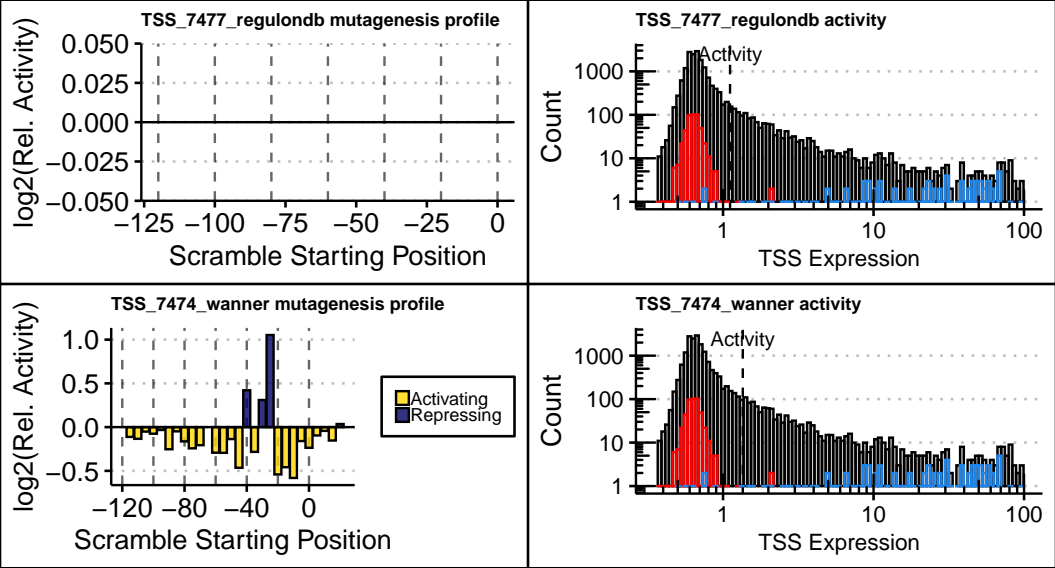 TSS_7477_regulondb mutagenesis profile
log2(Rel. Activity)
0.050
0.025
0.000
−0.025
−0.050
−125 −100 −75 −50 −25 0
Scramble Starting Position
TSS_7477_regulondb activity
Activity
Count
1000
100
10
1
1 10 100
TSS Expression
TSS_7474_wanner mutagenesis profile
log2(Rel. Activity)
1.0
0.5
0.0
−0.5
−120 −80 −40 0
Scramble Starting Position
Activating
Repressing
TSS_7474_wanner activity
Activity
Count
1000
100
10
1
1 10 100
TSS Expression